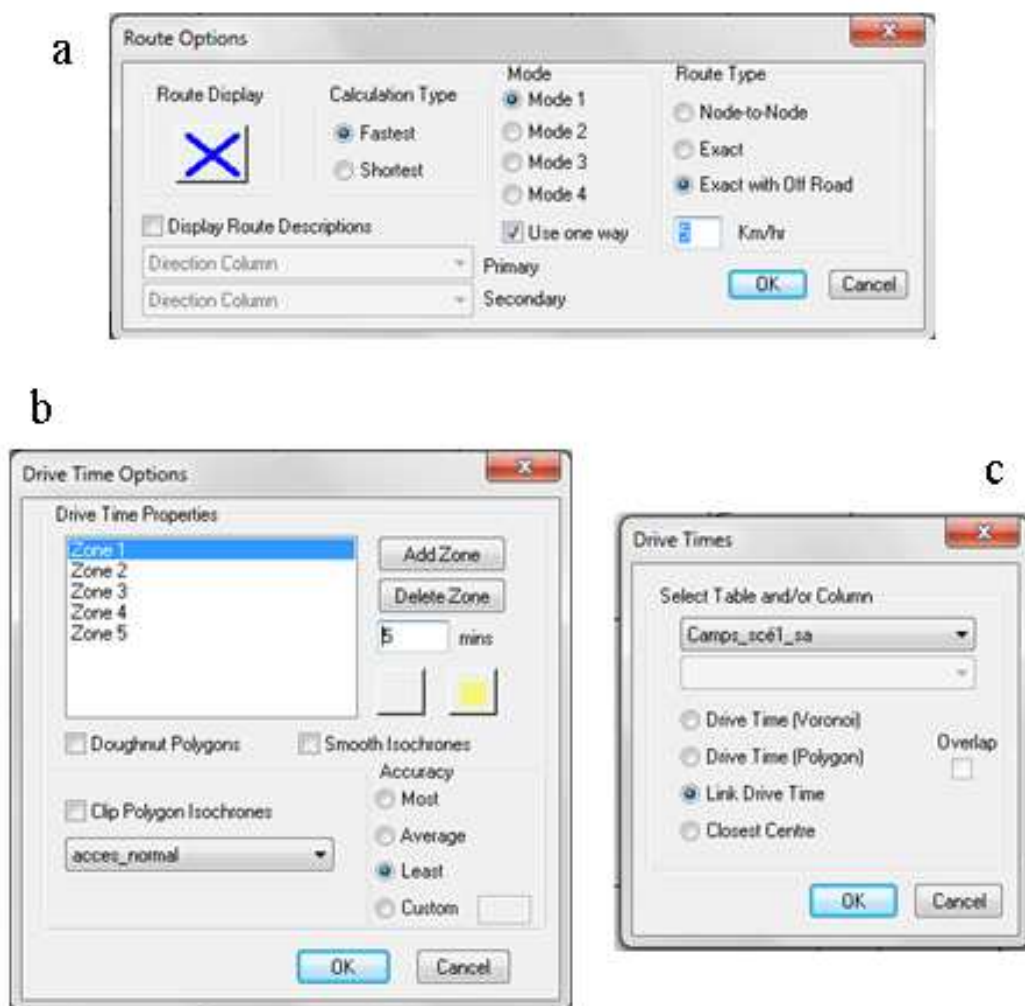 a
Route Options
Route Display
Calculation Type
Fastest
Shortest
Mode
Mode 1
Mode 2
Mode 3
Mode 4
Use one way
Route Type
Node-to-Node
Exact
Exact with Off Road
5 Km/hr
Display Route Descriptions
Direction Column Primary
Direction Column Secondary
OK Cancel
b
Drive Time Options
Drive Time Properties
Zone 1
Zone 2
Zone 3
Zone 4
Zone 5
Add Zone
Delete Zone
5 mins
Doughnut Polygons
Smooth Isochrones
Clip Polygon Isochrones
acces_normal
Accuracy
Most
Average
Least
Custom
OK Cancel
c
Drive Times
Select Table and/or Column
Camps_scé1_sa
Drive Time (Voronoi)
Drive Time (Polygon)
Link Drive Time
Closest Centre
Overlap
OK Cancel